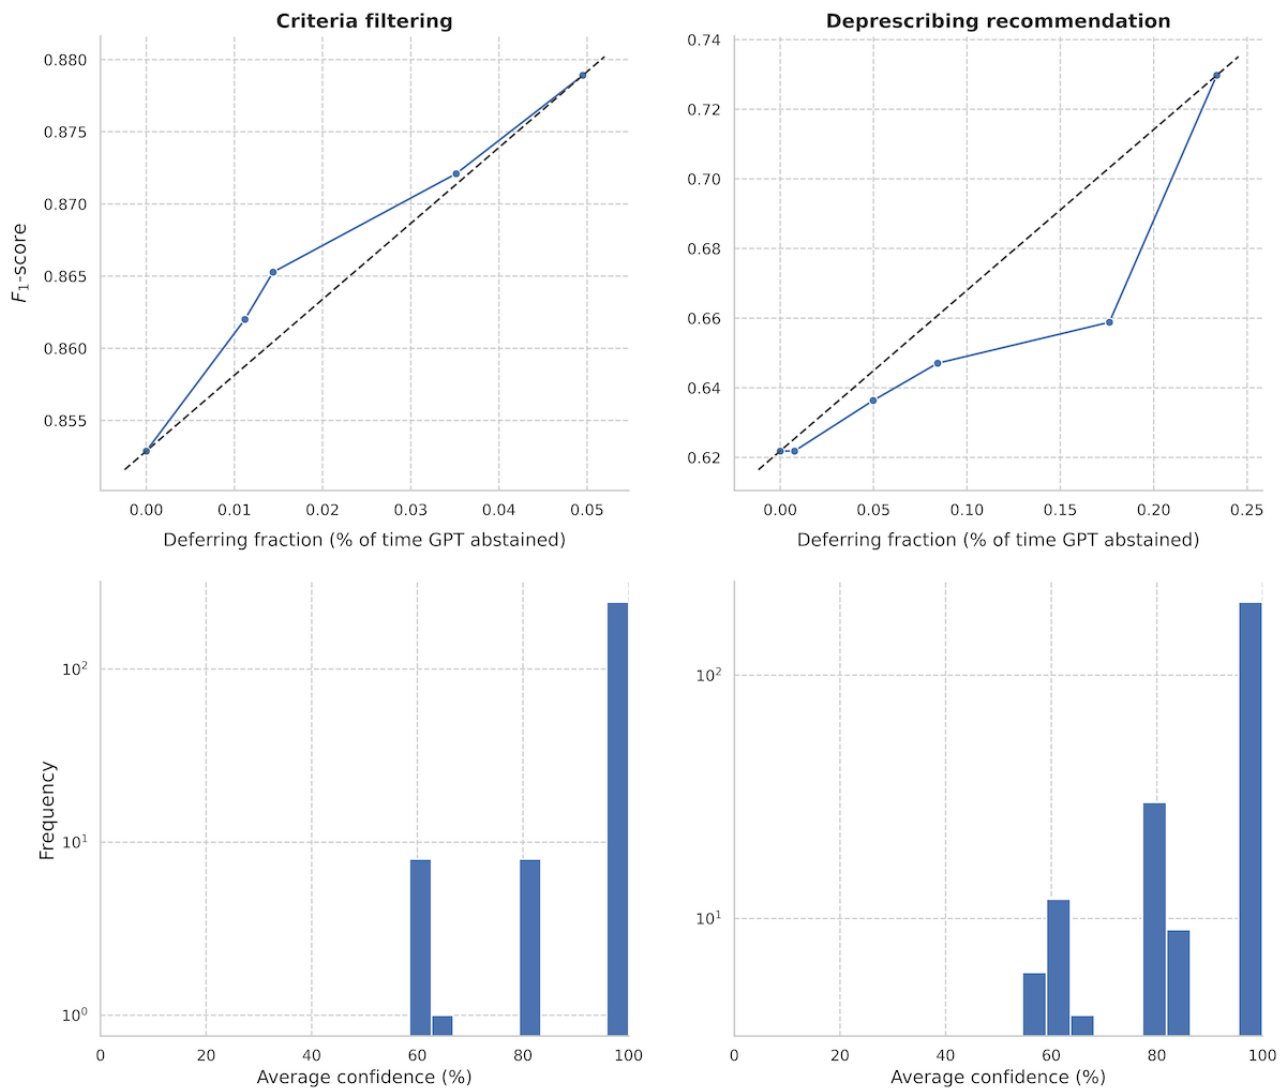 Criteria filtering
0.880
0.875
0.870
0.865
0.860
0.855
F1-score
0.00 0.01 0.02 0.03 0.04 0.05
Deferring fraction (% of time GPT abstained)
Deprescribing recommendation
0.74
0.72
0.70
0.68
0.66
0.64
0.62
0.00 0.05 0.10 0.15 0.20 0.25
Deferring fraction (% of time GPT abstained)
10²
10¹
10⁰
Frequency
0 20 40 60 80 100
Average confidence (%)
10²
10¹
0 20 40 60 80 100
Average confidence (%)